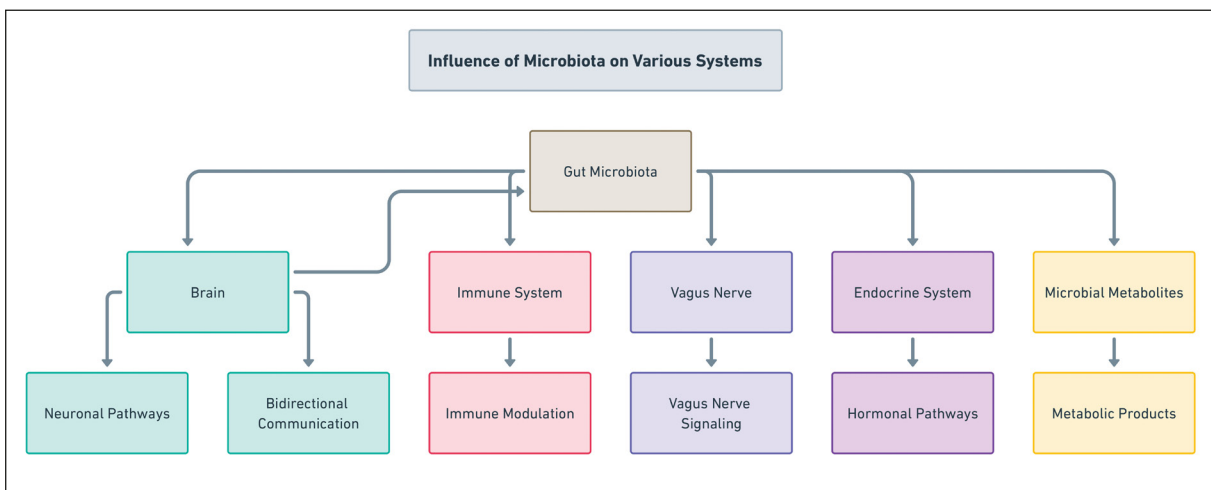 Influence of Microbiota on Various Systems
Gut Microbiota
Brain
Immune System
Vagus Nerve
Endocrine System
Microbial Metabolites
Neuronal Pathways
Bidirectional
Communication
Immune Modulation
Vagus Nerve
Signaling
Hormonal Pathways
Metabolic Products